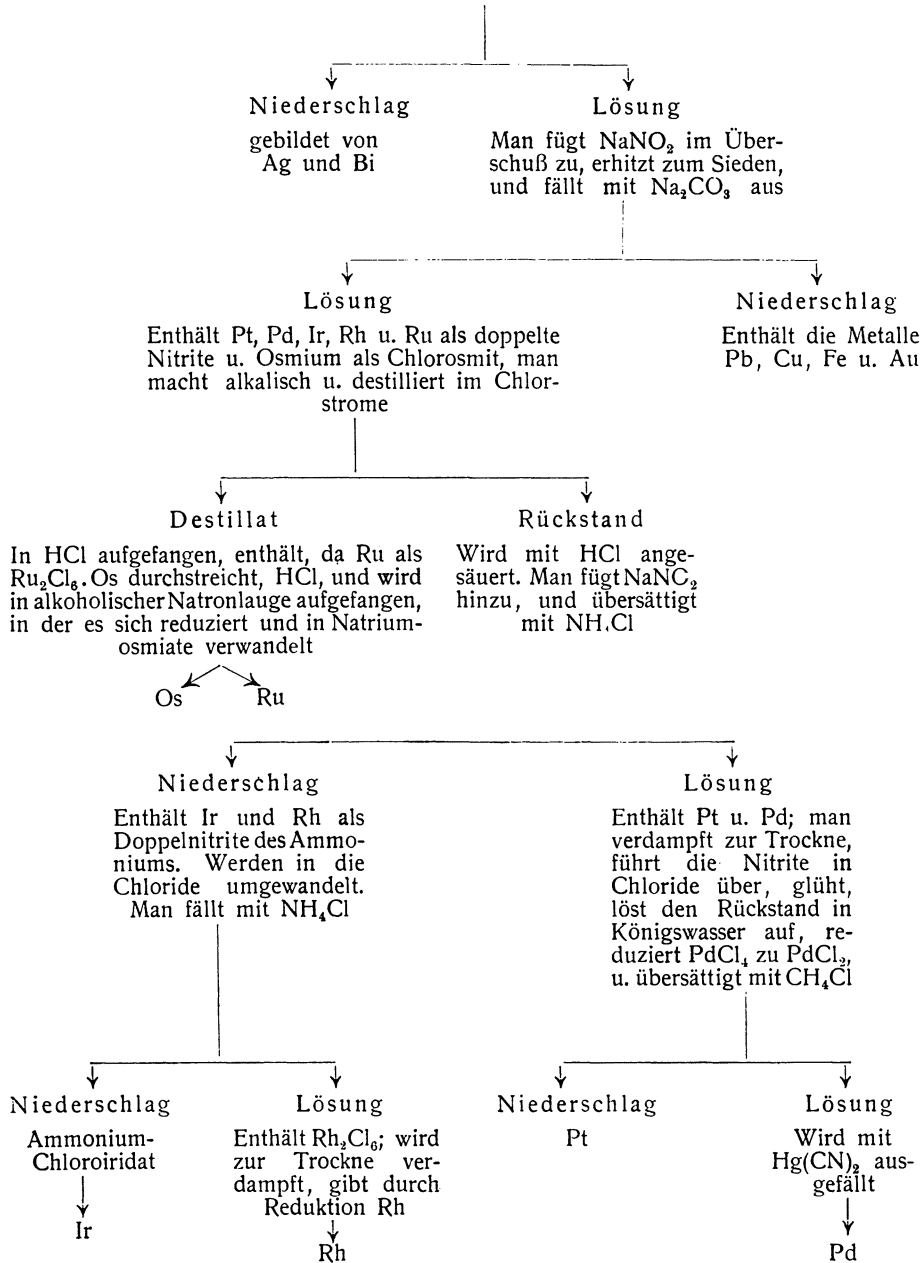 Niederschlag
gebildet von
Ag und Bi
Lösung
Man fügt NaNO₂ im Über-
schuß zu, erhitzt zum Sieden,
und fällt mit Na₂CO₃ aus
Lösung
Enthält Pt, Pd, Ir, Rh u. Ru als doppelte
Nitrite u. Osmium als Chlorosmit, man
macht alkalisch u. destilliert im Chlor-
strome
Niederschlag
Enthält die Metalle
Pb, Cu, Fe u. Au
Destillat
In HCl aufgefangen, enthält, da Ru als
Ru₂Cl₆. Os durchstreicht, HCl, und wird
in alkoholischer Natronlauge aufgefangen,
in der es sich reduziert und in Natrium-
osmiate verwandelt
Os
Ru
Rückstand
Wird mit HCl ange-
säuert. Man fügt NaNC₂
hinzu, und übersättigt
mit NH.Cl
Niederschlag
Enthält Ir und Rh als
Doppelnitrite des Ammo-
niums. Werden in die
Chloride umgewandelt.
Man fällt mit NH₄Cl
Lösung
Enthält Pt u. Pd; man
verdampft zur Trockne,
führt die Nitrite in
Chloride über, glüht,
löst den Rückstand in
Königswasser auf, re-
duziert PdCl₄ zu PdCl₂,
u. übersättigt mit CH₄Cl
Niederschlag
Ammonium-
Chloroiridat
Ir
Lösung
Enthält Rh₂Cl₆; wird
zur Trockne ver-
dampft, gibt durch
Reduktion Rh
Rh
Niederschlag
Pt
Lösung
Wird mit
Hg(CN)₂ aus-
gefällt
Pd